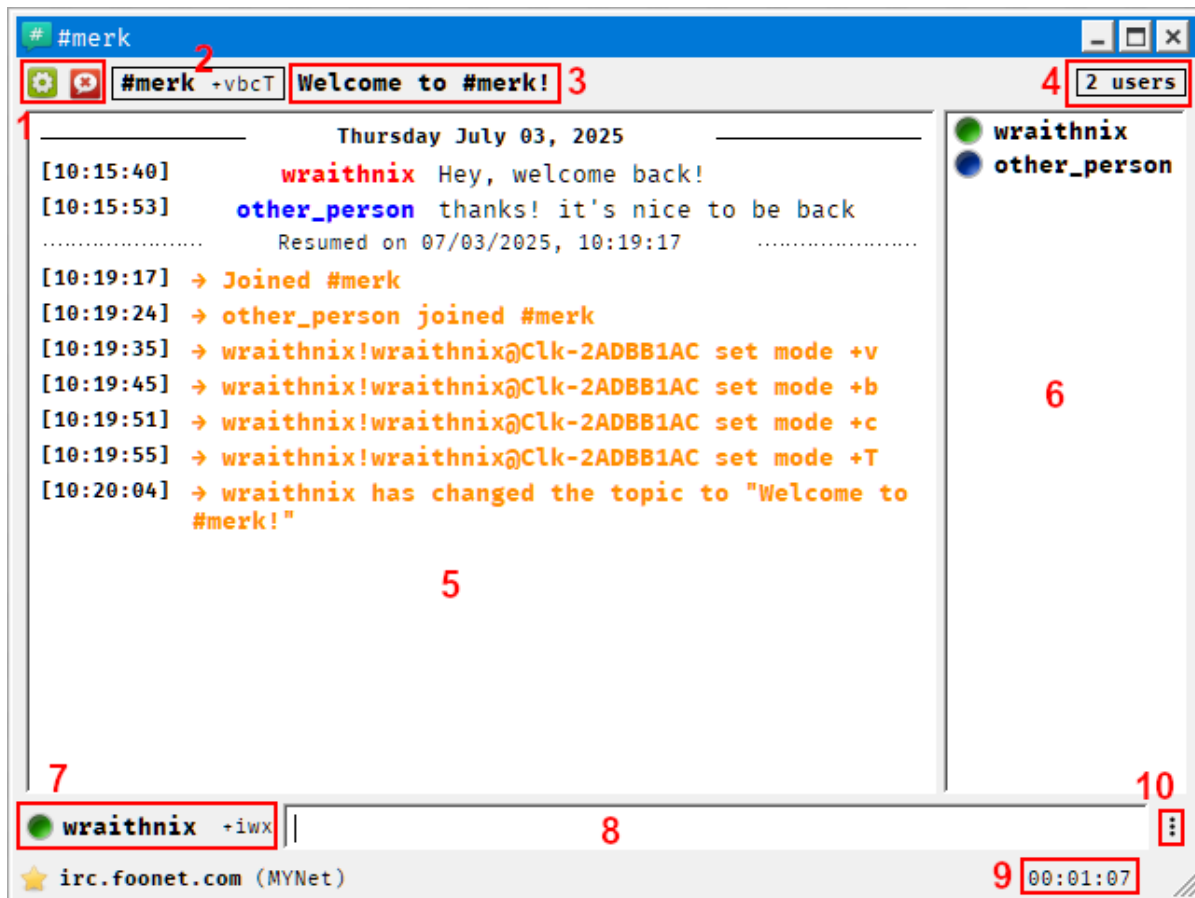 #merk
2
#merk +vbcT Welcome to #merk! 3 4 2 users
1
Thursday July 03, 2025
[10:15:40] wraithnix Hey, welcome back!
[10:15:53] other_person thanks! it's nice to be back
Resumed on 07/03/2025, 10:19:17
[10:19:17] → Joined #merk
[10:19:24] → other_person joined #merk
[10:19:35] → wraithnix!wraithnix@Clk-2ADBB1AC set mode +v
[10:19:45] → wraithnix!wraithnix@Clk-2ADBB1AC set mode +b
[10:19:51] → wraithnix!wraithnix@Clk-2ADBB1AC set mode +c
[10:19:55] → wraithnix!wraithnix@Clk-2ADBB1AC set mode +T
[10:20:04] → wraithnix has changed the topic to "Welcome to
#merk!"
5
wraithnix
other_person
6
7
10
wraithnix +iwx 8
irc.foonet.com (MYNet) 9 00:01:07